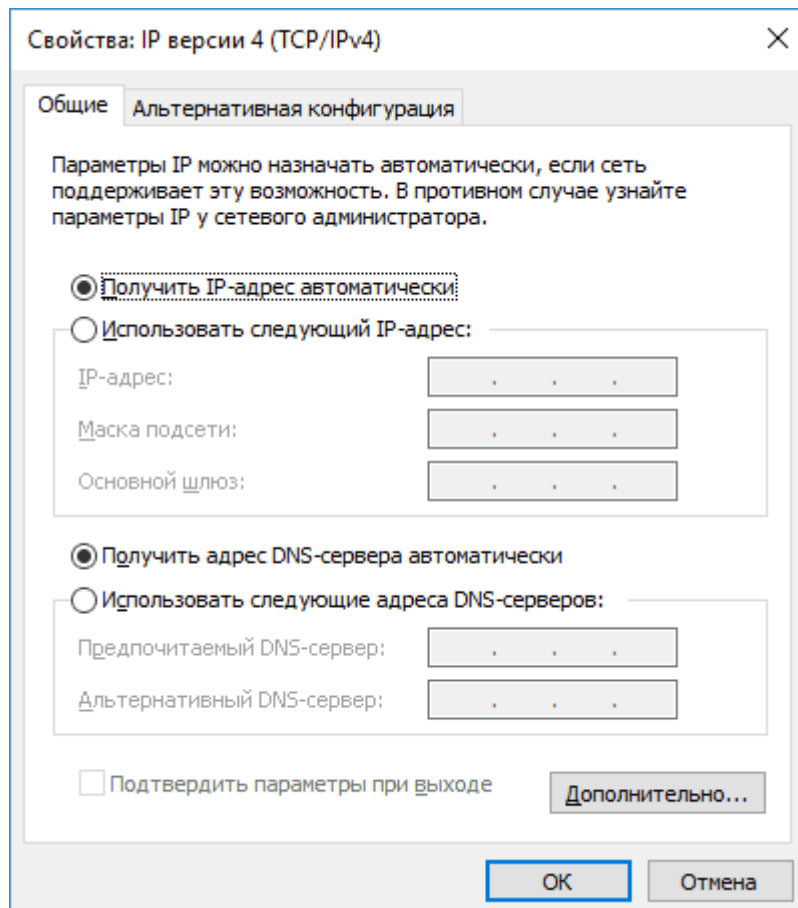 Свойства: IP версии 4 (TCP/IPv4)
Общие
Альтернативная конфигурация
Параметры IP можно назначать автоматически, если сеть
поддерживает эту возможность. В противном случае узнайте
параметры IP у сетевого администратора.
Получить IP-адрес автоматически
Использовать следующий IP-адрес:
IP-адрес:
Маска подсети:
Основной шлюз:
Получить адрес DNS-сервера автоматически
Использовать следующие адреса DNS-серверов:
Предпочитаемый DNS-сервер:
Альтернативный DNS-сервер:
Подтвердить параметры при выходе
Дополнительно...
ОК
Отмена